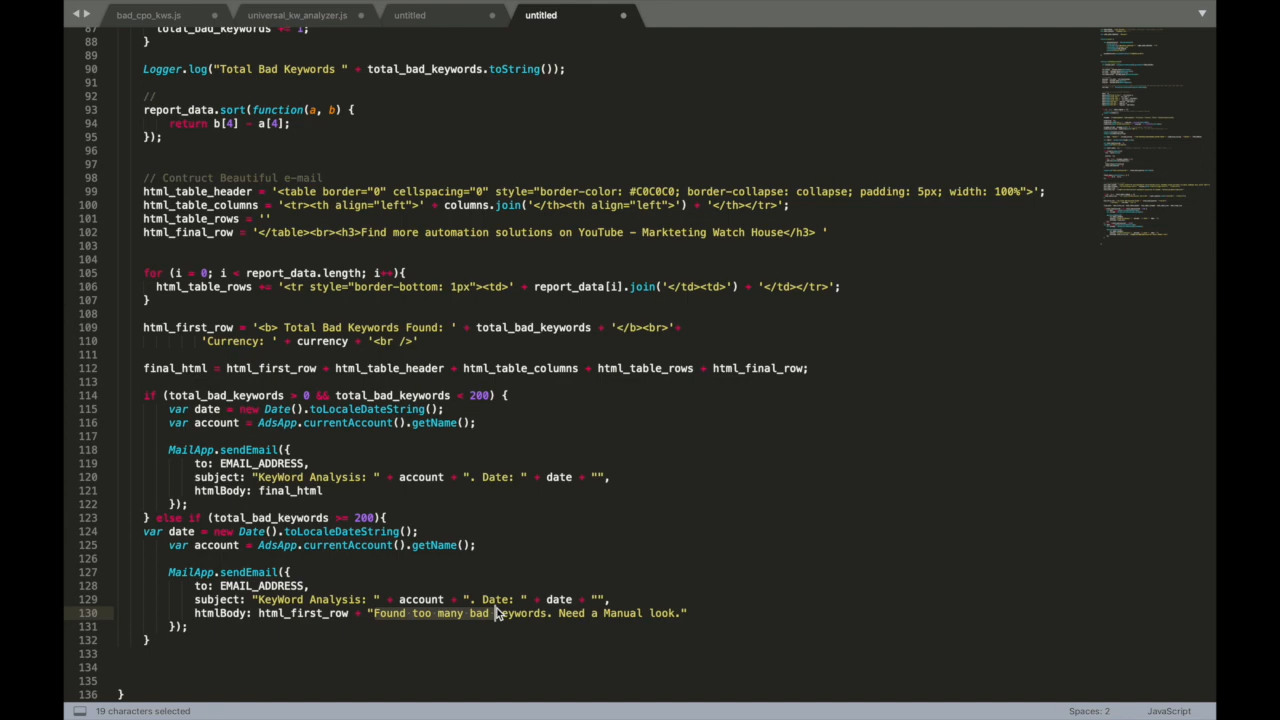 bad_cpo_kws.js universal_kw_analyzer.js untitled untitled
87 total_bad_keywords += i;
88 }
89
90 Logger.log("Total Bad Keywords " + total_bad_keywords.toString());
91
92 //
93 report_data.sort(function(a, b) {
94 return b[4] - a[4];
95 });
96
97
98 // Contruct Beautiful e-mail
99 html_table_header = '<table border="0" cellspacing="0" style="border-color: #C0C0C0; border-collapse: collapse; padding: 5px; width: 100%">';
100 html_table_columns = '<tr><th align="left">' + cols.join('</th><th align="left">') + '</th></tr>';
101 html_table_rows = ''
102 html_final_row = '</table><br><h3>Find more automation solutions on YouTube - Markteting Watch House</h3> '
103
104
105 for (i = 0; i < report_data.length; i++){
106 html_table_rows += '<tr style="border-bottom: 1px"><td>' + report_data[i].join('</td><td>') + '</td></tr>';
107 }
108
109 html_first_row = '<b> Total Bad Keywords Found: ' + total_bad_keywords + '</b><br>'+
110 'Currency: ' + currency + '<br />'
111
112 final_html = html_first_row + html_table_header + html_table_columns + html_table_rows + html_final_row;
113
114 if (total_bad_keywords > 0 && total_bad_keywords < 200) {
115 var date = new Date().toLocaleDateString();
116 var account = AdsApp.currentAccount().getName();
117
118 MailApp.sendEmail({
119 to: EMAIL_ADDRESS,
120 subject: "KeyWord Analysis: " + account + ". Date: " + date + "",
121 htmlBody: final_html
122 });
123 } else if (total_bad_keywords >= 200){
124 var date = new Date().toLocaleDateString();
125 var account = AdsApp.currentAccount().getName();
126
127 MailApp.sendEmail({
128 to: EMAIL_ADDRESS,
129 subject: "KeyWord Analysis: " + account + ". Date: " + date + "",
130 htmlBody: html_first_row + "Found too many bad keywords. Need a Manual look."
131 });
132 }
133
134
135
136 }
19 characters selected Spaces: 2 JavaScript